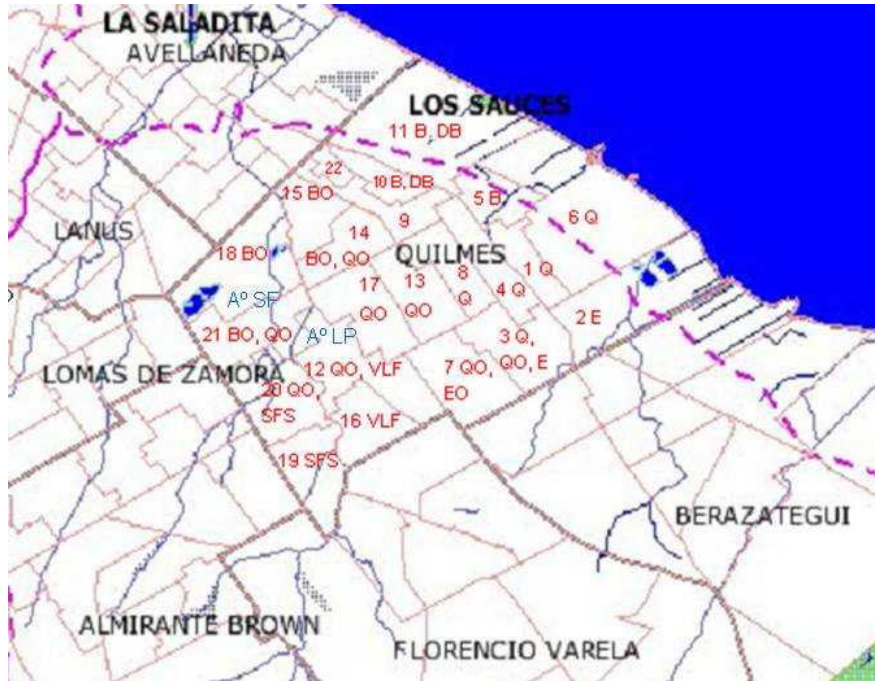 LA SALADITA
AVELLANEDA
LOS SAUCES
11 B, DB
22
10 B, DB
15 BO
5 B
6 Q
9
14
BO, QO
LANUS
18 BO
QUILMES
1 Q
8
Q
4 Q
13
QO
17
QO
Aº SF
2 E
21 BO, QO
Aº LP
3 Q,
QO, E
12 QO, VLF
7 QO,
EO
LOMAS DE ZAMORA
20 QO,
SFS
16 VLF
19 SFS
BERAZATEGUI
ALMIRANTE BROWN
FLORENCIO VARELA